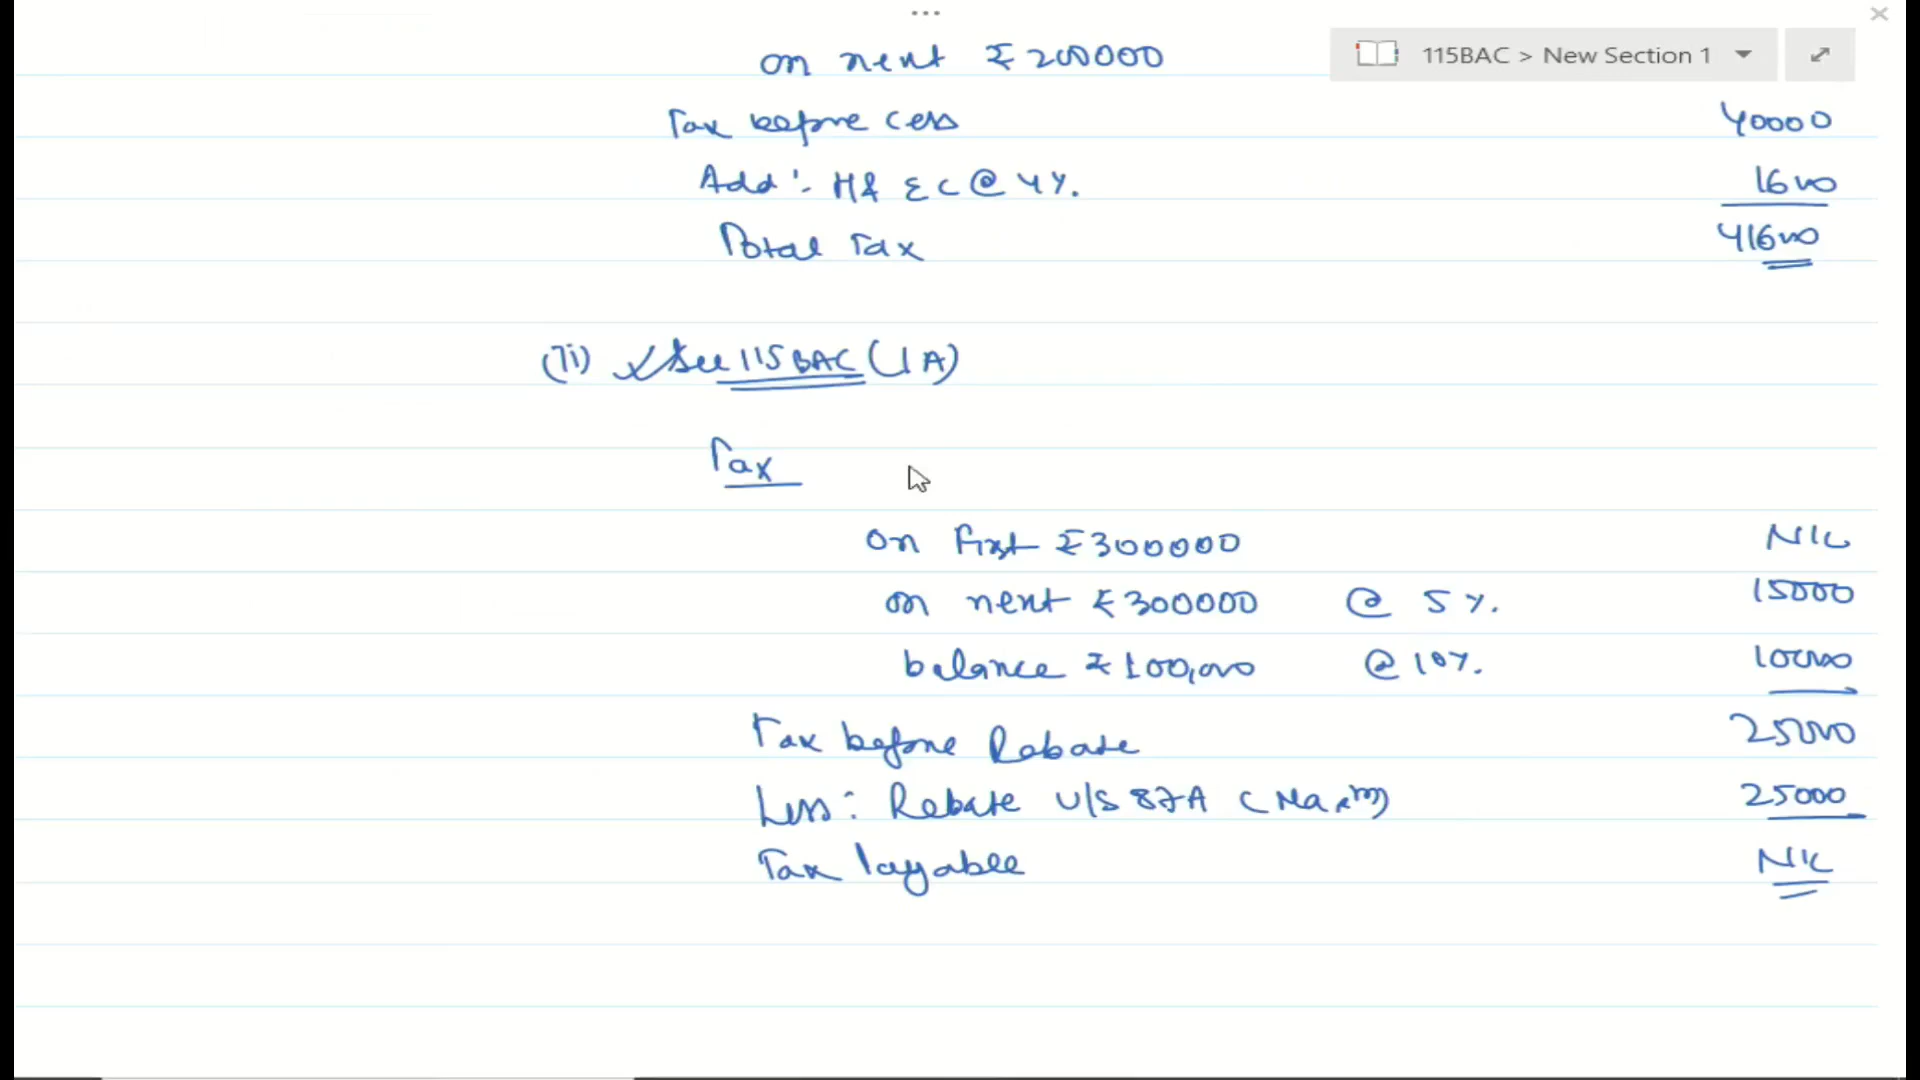 ...
115BAC > New Section 1
on next ₹200000
Tax before cess 40000
Add :- H& EC @ 4%. 1600
Total Tax 41600
(ii) ✓ Sec 115BAC (1A)
Tax
on First ₹300000 NIL
on next ₹300000 @ 5%. 15000
balance ₹100,000 @ 10%. 10000
Tax before Rebate 25000
Less: Rebate U/S 87A (Maxm) 25000
Tax Payable NIL